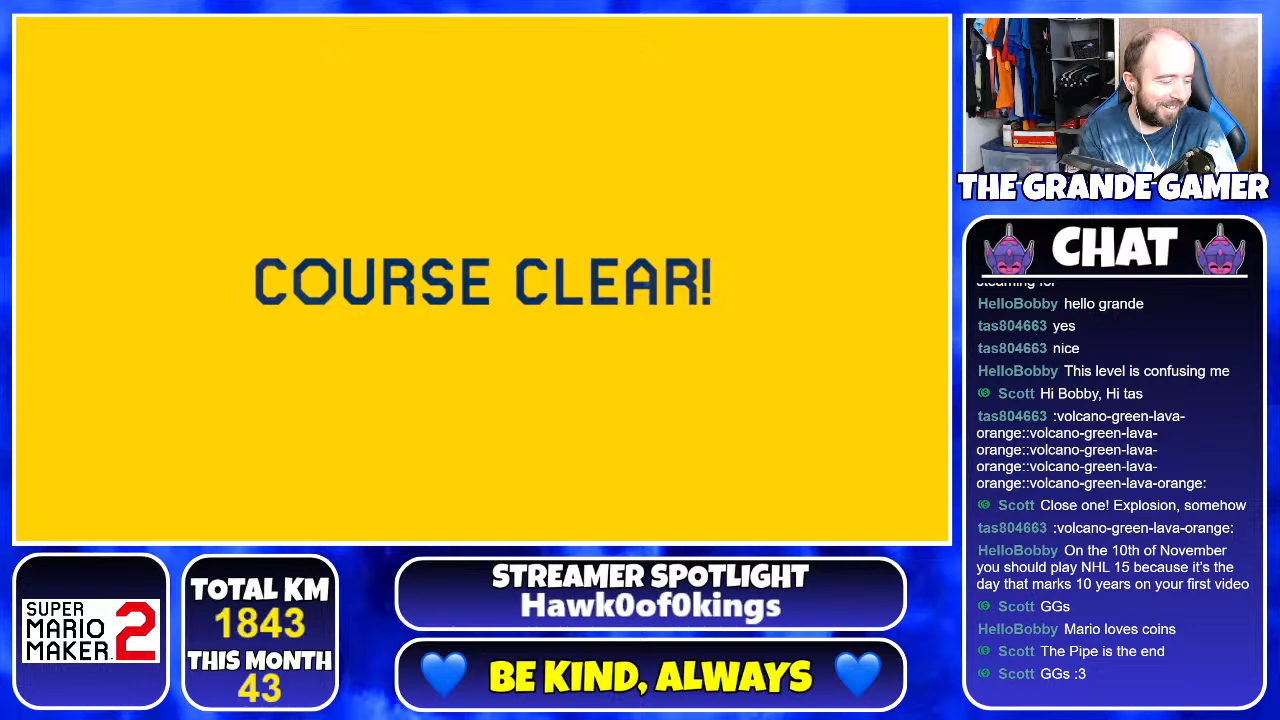 COURSE CLEAR!
THE GRANDE GAMER
CHAT
HelloBobby hello grande
tas804663 yes
tas804663 nice
HelloBobby This level is confusing me
Scott Hi Bobby, Hi tas
tas804663 :volcano-green-lava-
orange::volcano-green-lava-
orange::volcano-green-lava-
orange::volcano-green-lava-
orange::volcano-green-lava-orange:
Scott Close one! Explosion, somehow
tas804663 :volcano-green-lava-orange:
HelloBobby On the 10th of November
you should play NHL 15 because it's the
day that marks 10 years on your first video
Scott GGs
HelloBobby Mario loves coins
Scott The Pipe is the end
Scott GGs :3
SUPER
MARIO
MAKER 2
TOTAL KM
1843
THIS MONTH
43
STREAMER SPOTLIGHT
Hawk0of0kings
BE KIND, ALWAYS